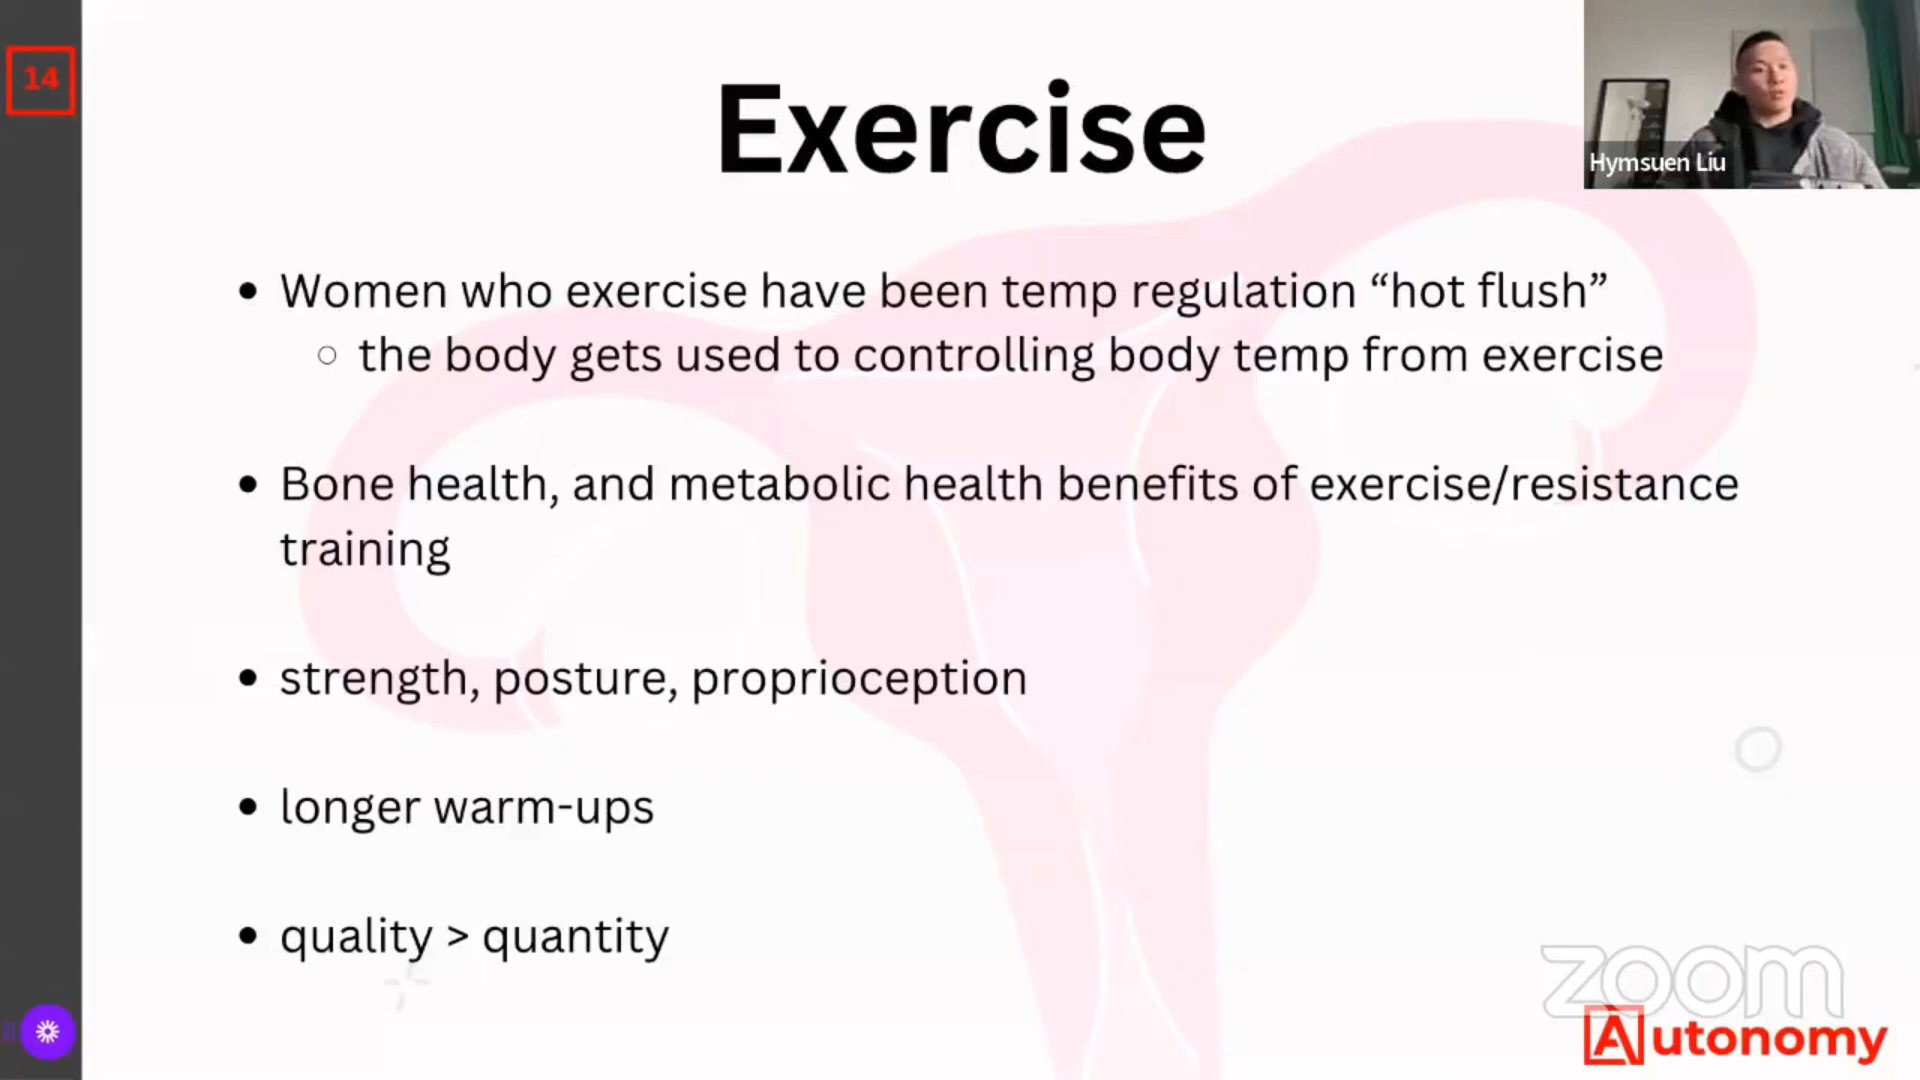 14
Exercise
Hymsuen Liu
• Women who exercise have been temp regulation “hot flush”
○ the body gets used to controlling body temp from exercise
• Bone health, and metabolic health benefits of exercise/resistance
training
• strength, posture, proprioception
• longer warm-ups
• quality > quantity
zoom
Autonomy